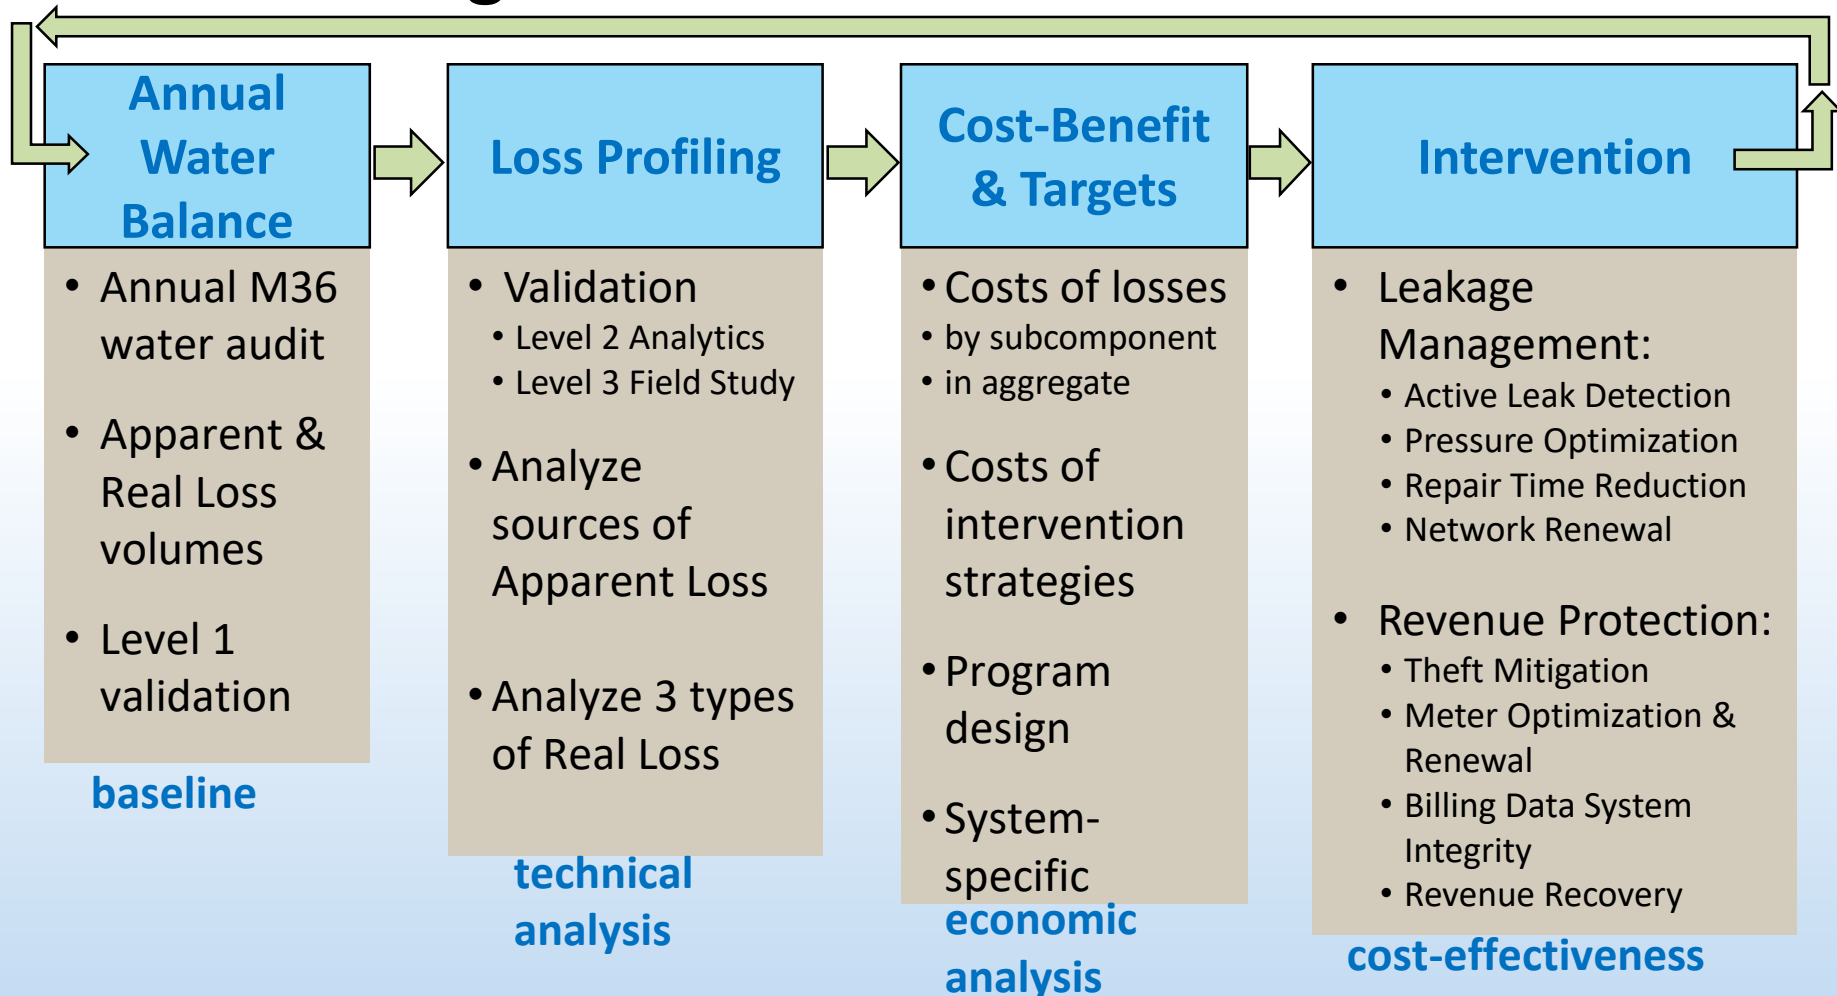 Annual
Water
Balance
• Annual M36
water audit
• Apparent &
Real Loss
volumes
• Level 1
validation
baseline
Loss Profiling
• Validation
• Level 2 Analytics
• Level 3 Field Study
• Analyze
sources of
Apparent Loss
• Analyze 3 types
of Real Loss
technical
analysis
Cost-Benefit
& Targets
• Costs of losses
• by subcomponent
• in aggregate
• Costs of
intervention
strategies
• Program
design
• System-
specific
economic
analysis
Intervention
• Leakage
Management:
• Active Leak Detection
• Pressure Optimization
• Repair Time Reduction
• Network Renewal
• Revenue Protection:
• Theft Mitigation
• Meter Optimization &
Renewal
• Billing Data System
Integrity
• Revenue Recovery
cost-effectiveness